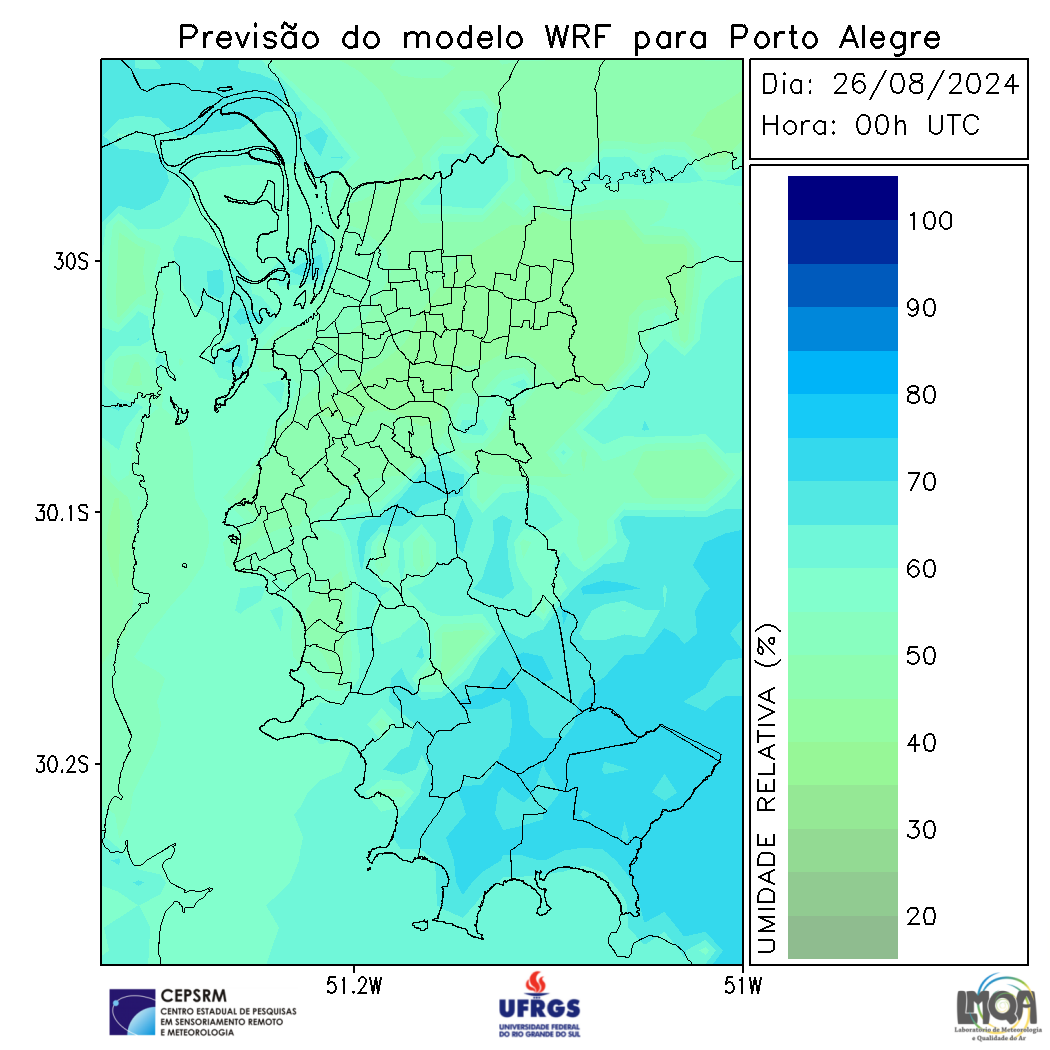 Previsão do modelo WRF para Porto Alegre
Dia: 26/08/2024
Hora: 00h UTC
30S
30.1S
30.2S
51.2W
51W
UMIDADE RELATIVA (%)
100
90
80
70
60
50
40
30
20
CEPSRM
CENTRO ESTADUAL DE PESQUISAS
EM SENSORIAMENTO REMOTO
E METEOROLOGIA
UFRGS
UNIVERSIDADE FEDERAL
DO RIO GRANDE DO SUL
LMQA
Laboratório de Meteorologia
e Qualidade do Ar